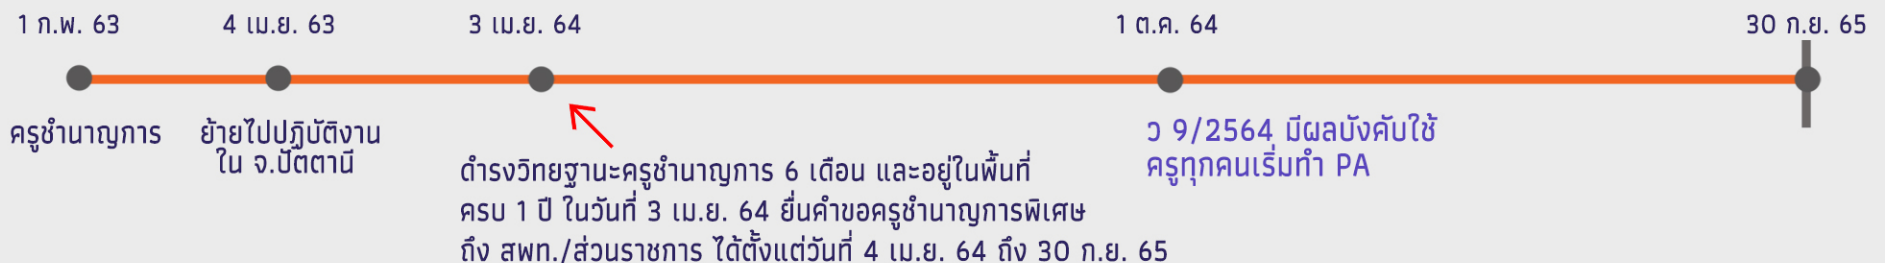 1 ก.พ. 63
4 เม.ย. 63
3 เม.ย. 64
1 ต.ค. 64
30 ก.ย. 65
ครูชำนาญการ
ย้ายไปปฏิบัติงาน
ใน จ.ปัตตานี
ดำรงวิทยฐานะครูชำนาญการ 6 เดือน และอยู่ในพื้นที่
ครบ 1 ปี ในวันที่ 3 เม.ย. 64 ยื่นคำขอครูชำนาญการพิเศษ
ถึง สพท./ส่วนราชการ ได้ตั้งแต่วันที่ 4 เม.ย. 64 ถึง 30 ก.ย. 65
ว 9/2564 มีผลบังคับใช้
ครูทุกคนเริ่มทำ PA